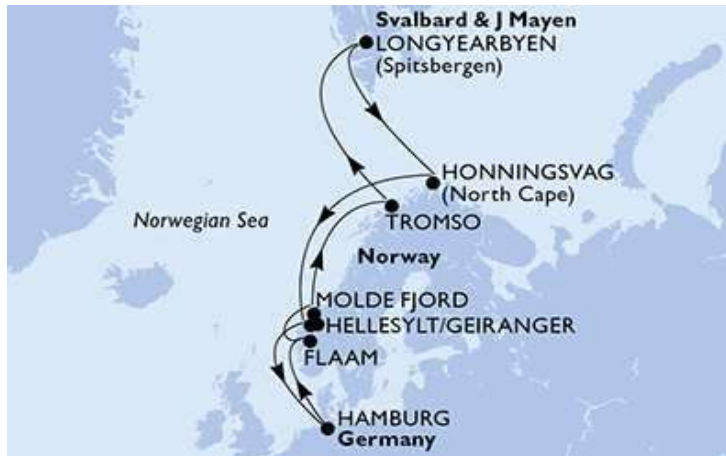 Svalbard & J Mayen
LONGYEARBYEN
(Spitsbergen)
HONNINGSVAG
(North Cape)
TROMSO
Norwegian Sea
Norway
MOLDE FJORD
HELLESYLT/GEIRANGER
FLAAM
HAMBURG
Germany